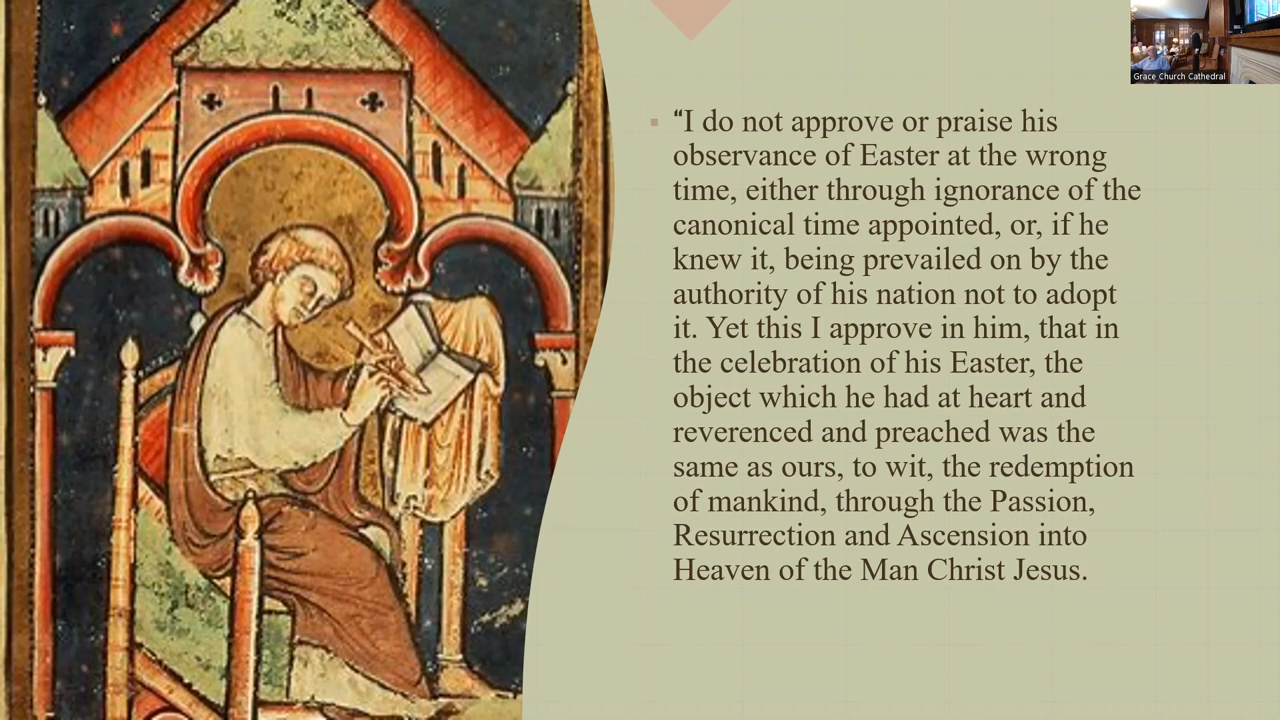 Grace Church Cathedral
“I do not approve or praise his
observance of Easter at the wrong
time, either through ignorance of the
canonical time appointed, or, if he
knew it, being prevailed on by the
authority of his nation not to adopt
it. Yet this I approve in him, that in
the celebration of his Easter, the
object which he had at heart and
reverenced and preached was the
same as ours, to wit, the redemption
of mankind, through the Passion,
Resurrection and Ascension into
Heaven of the Man Christ Jesus.